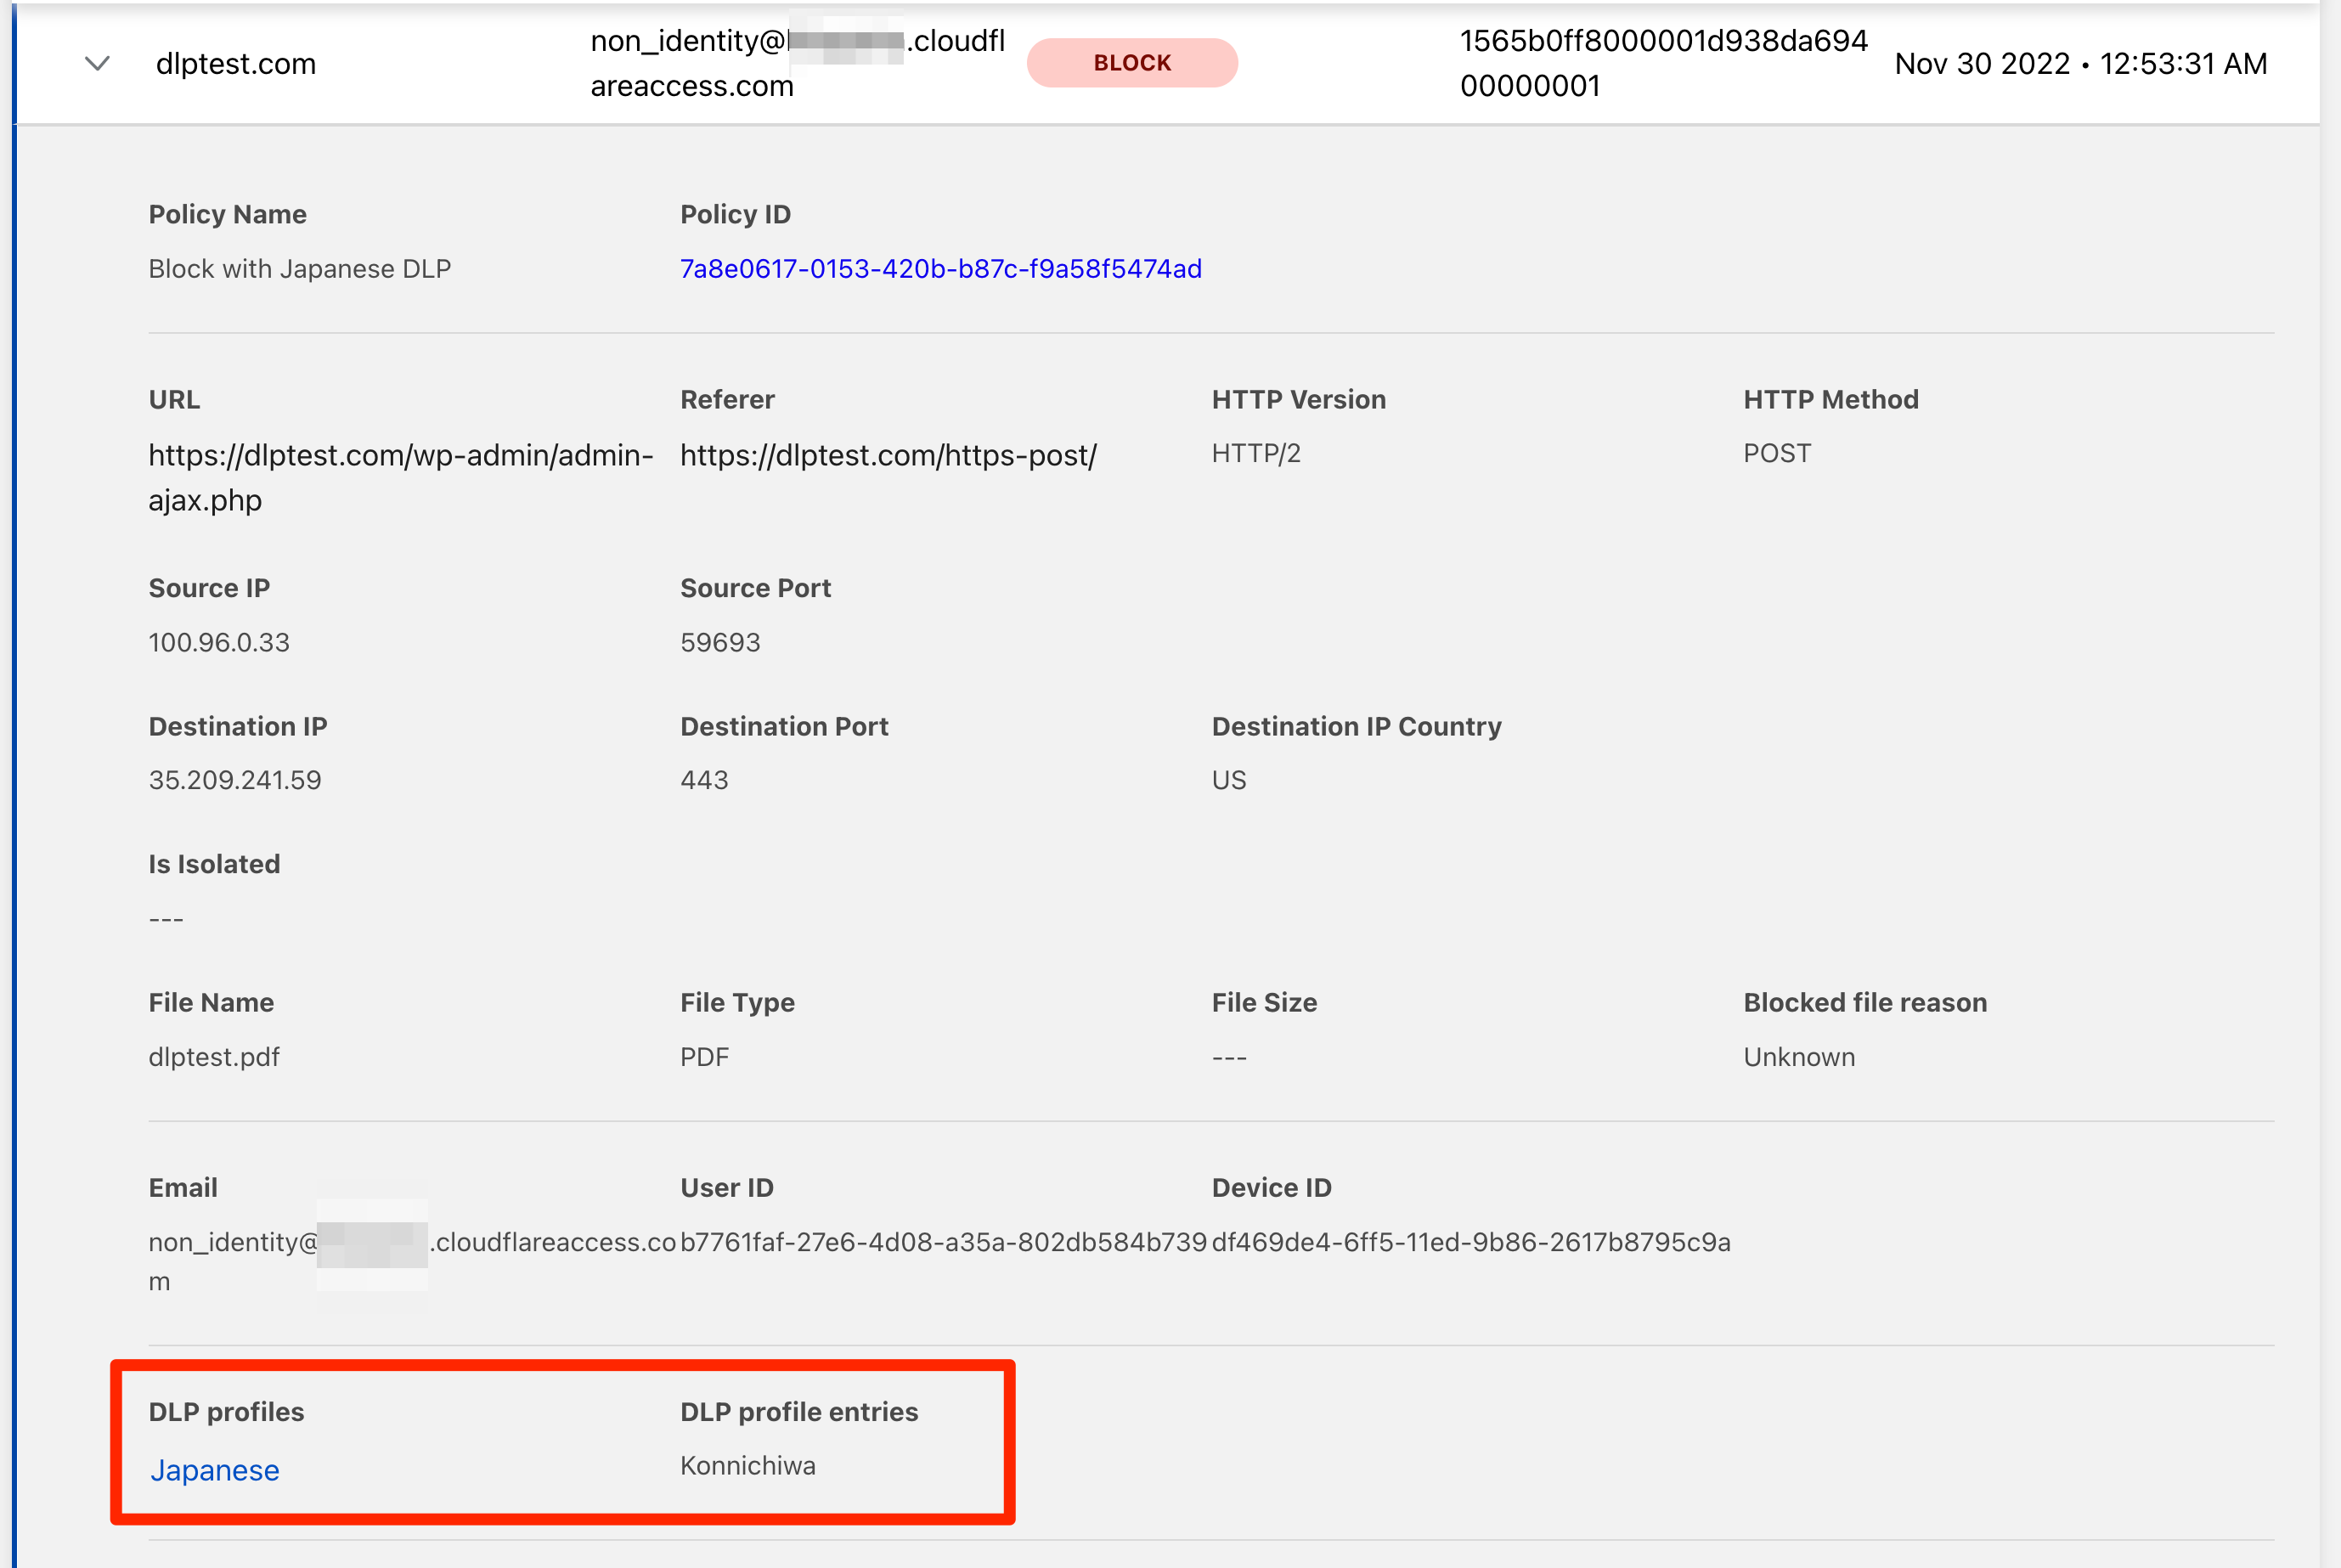 dlptest.com
non_identity@
.cloudfl
areaccess.com
BLOCK
1565b0ff8000001d938da694
00000001
Nov 30 2022 • 12:53:31 AM
Policy Name
Policy ID
Block with Japanese DLP
7a8e0617-0153-420b-b87c-f9a58f5474ad
URL
Referer
HTTP Version
HTTP Method
https://dlptest.com/wp-admin/admin-
ajax.php
https://dlptest.com/https-post/
HTTP/2
POST
Source IP
Source Port
100.96.0.33
59693
Destination IP
Destination Port
Destination IP Country
35.209.241.59
443
US
Is Isolated
---
File Name
File Type
File Size
Blocked file reason
dlptest.pdf
PDF
---
Unknown
Email
User ID
Device ID
non_identity@
.cloudflareaccess.co
m
b7761faf-27e6-4d08-a35a-802db584b739
df469de4-6ff5-11ed-9b86-2617b8795c9a
DLP profiles
DLP profile entries
Japanese
Konnichiwa